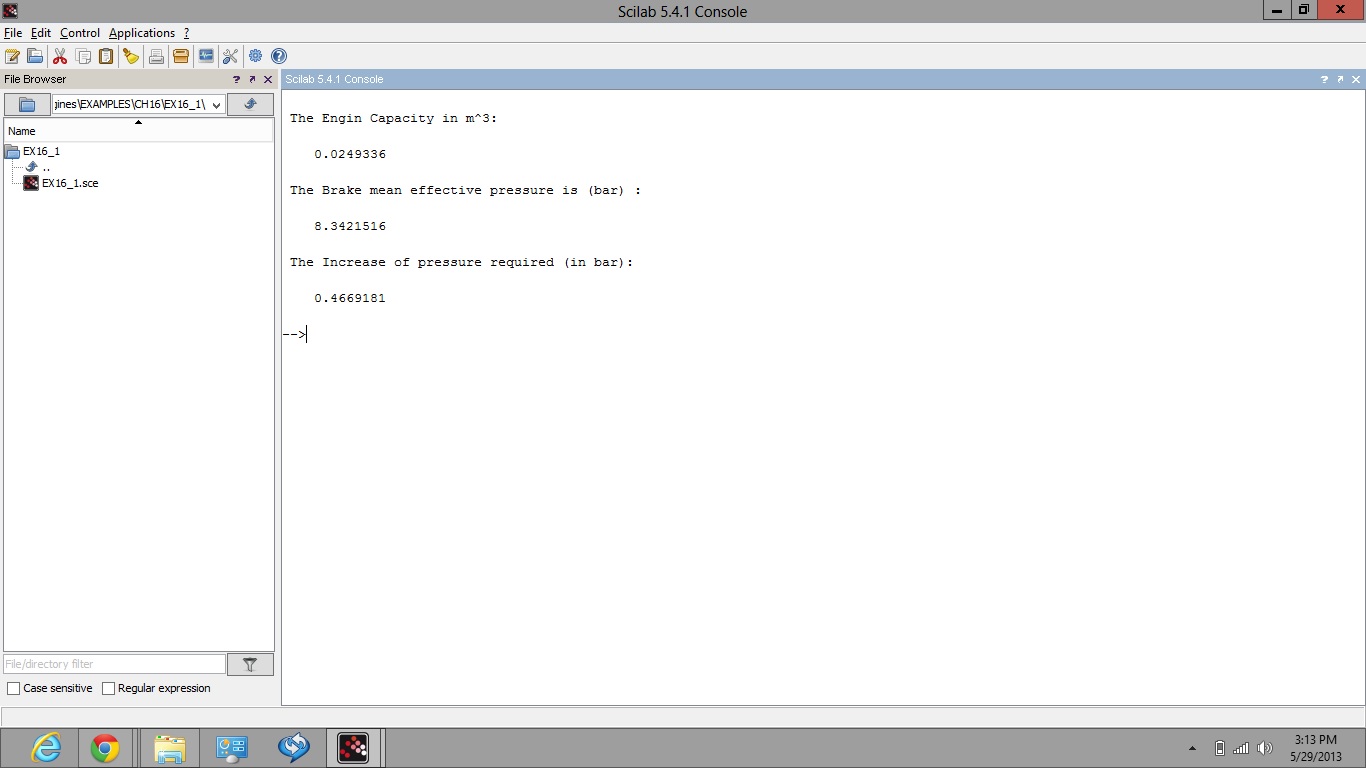 Scilab 5.4.1 Console
File Edit Control Applications ?
File Browser ? 
Scilab 5.4.1 Console ?
jines\EXAMPLES\CH16\EX16_1\
Name
EX16_1
..
EX16_1.sce
The Engin Capacity in m^3:
0.0249336
The Brake mean effective pressure is (bar) :
8.3421516
The Increase of pressure required (in bar):
0.4669181
-->
File/directory filter
Case sensitive Regular expression
3:13 PM
5/29/2013